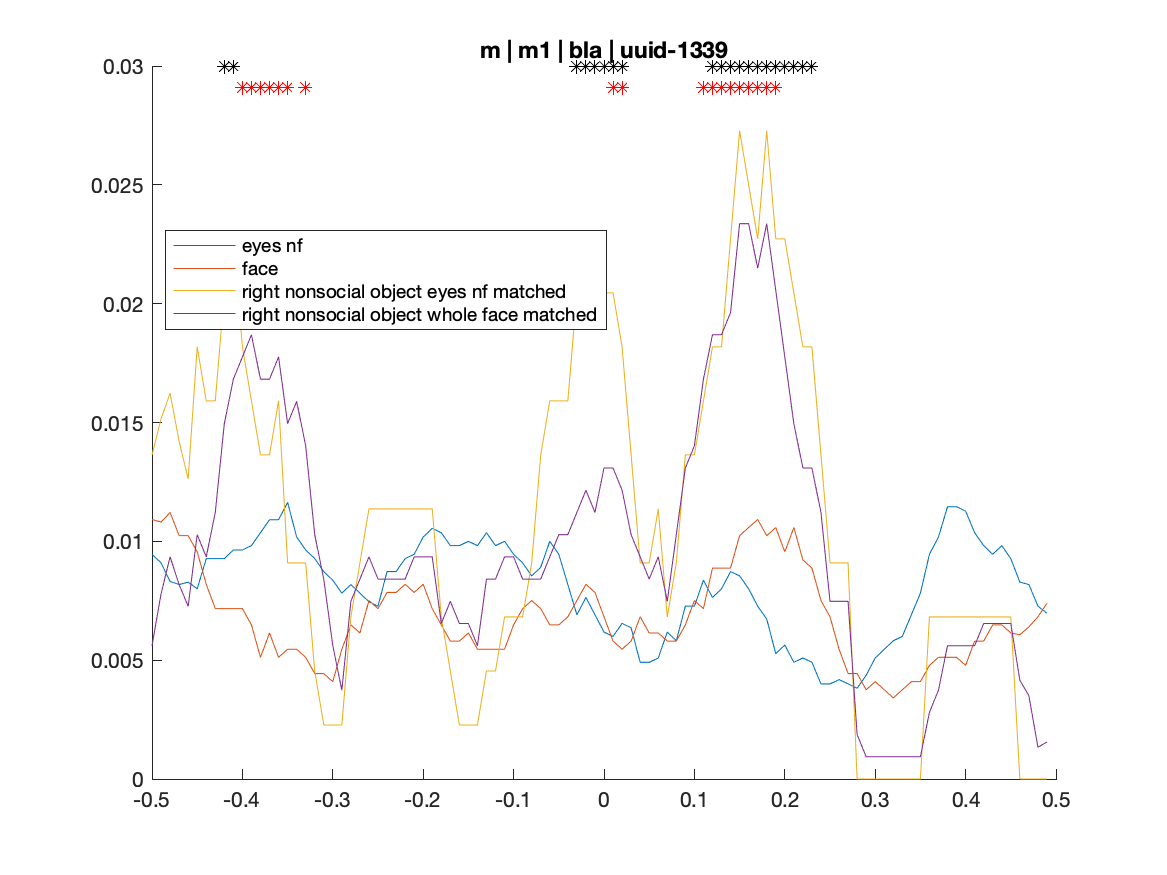 m | m1 | bla | uuid-1339
0.03
0.025
0.02
0.015
0.01
0.005
0
eyes nf
face
right nonsocial object eyes nf matched
right nonsocial object whole face matched
-0.5 -0.4 -0.3 -0.2 -0.1 0 0.1 0.2 0.3 0.4 0.5